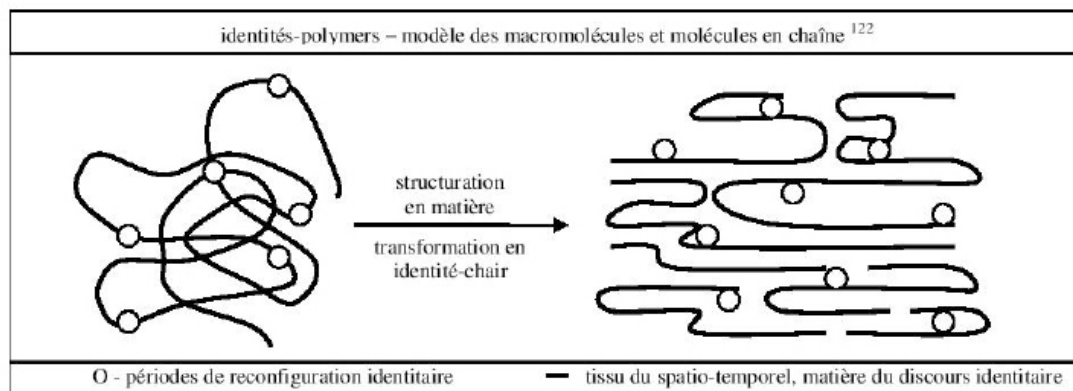 identités-polymers – modèle des macromolécules et molécules en chaîne 122
structuration
en matière
transformation en
identité-chair
O - périodes de reconfiguration identitaire
tissu du spatio-temporel, matière du discours identitaire